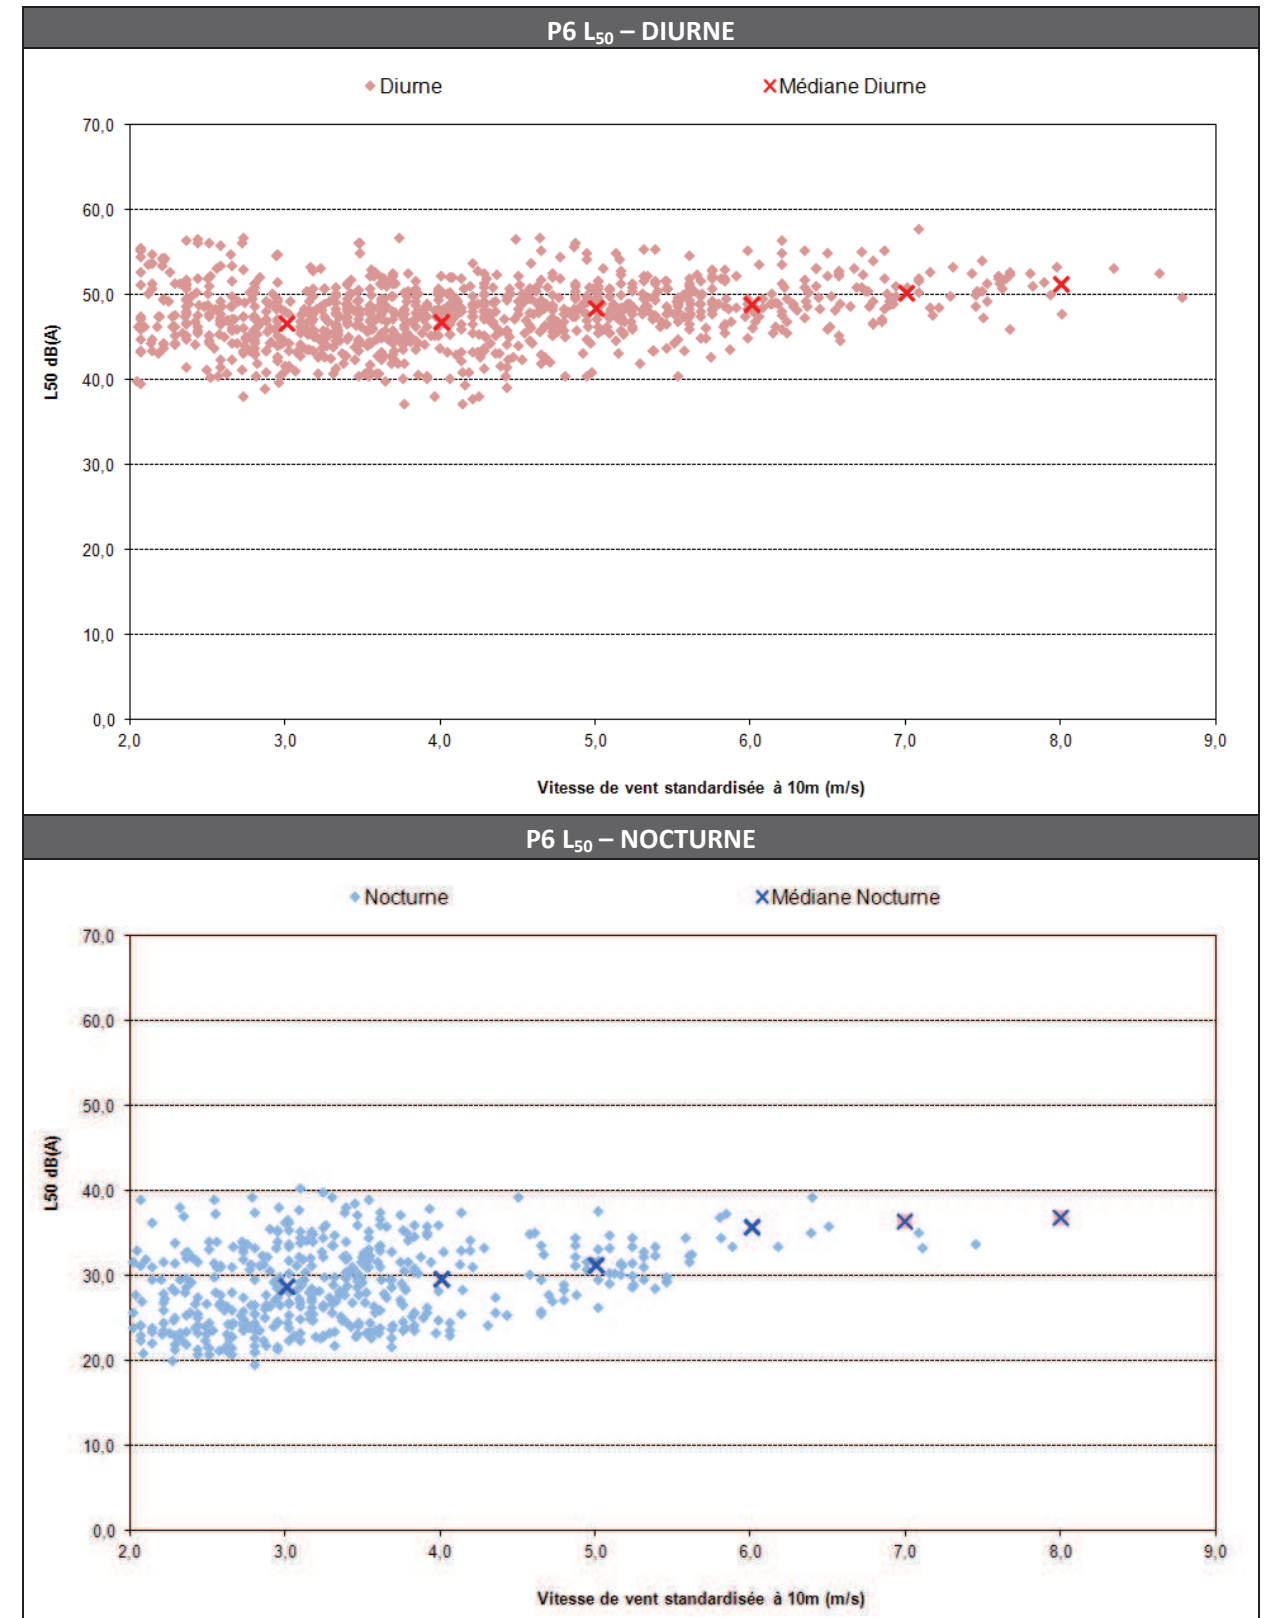 P6 L50 – DIURNE
Diurne Médiane Diurne
70,0
60,0
50,0
40,0
30,0
20,0
10,0
0,0
L50 dB(A)
2,0 3,0 4,0 5,0 6,0 7,0 8,0 9,0
Vitesse de vent standardisée à 10m (m/s)
P6 L50 – NOCTURNE
Nocturne Médiane Nocturne
70,0
60,0
50,0
40,0
30,0
20,0
10,0
0,0
L50 dB(A)
2,0 3,0 4,0 5,0 6,0 7,0 8,0 9,0
Vitesse de vent standardisée à 10m (m/s)